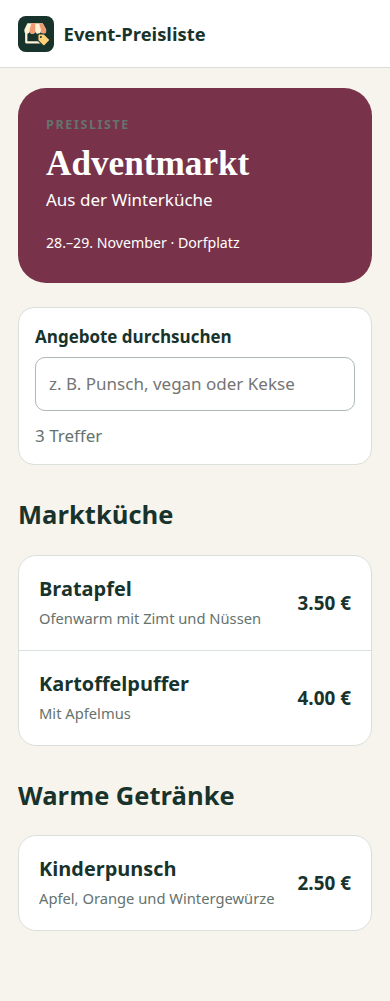 Event-Preisliste
PREISLISTE
Adventmarkt
Aus der Winterküche
28.–29. November · Dorfplatz
Angebote durchsuchen
z. B. Punsch, vegan oder Kekse
3 Treffer
Marktküche
Bratapfel
Ofenwarm mit Zimt und Nüssen
3.50 €
Kartoffelpuffer
Mit Apfelmus
4.00 €
Warme Getränke
Kinderpunsch
Apfel, Orange und Wintergewürze
2.50 €